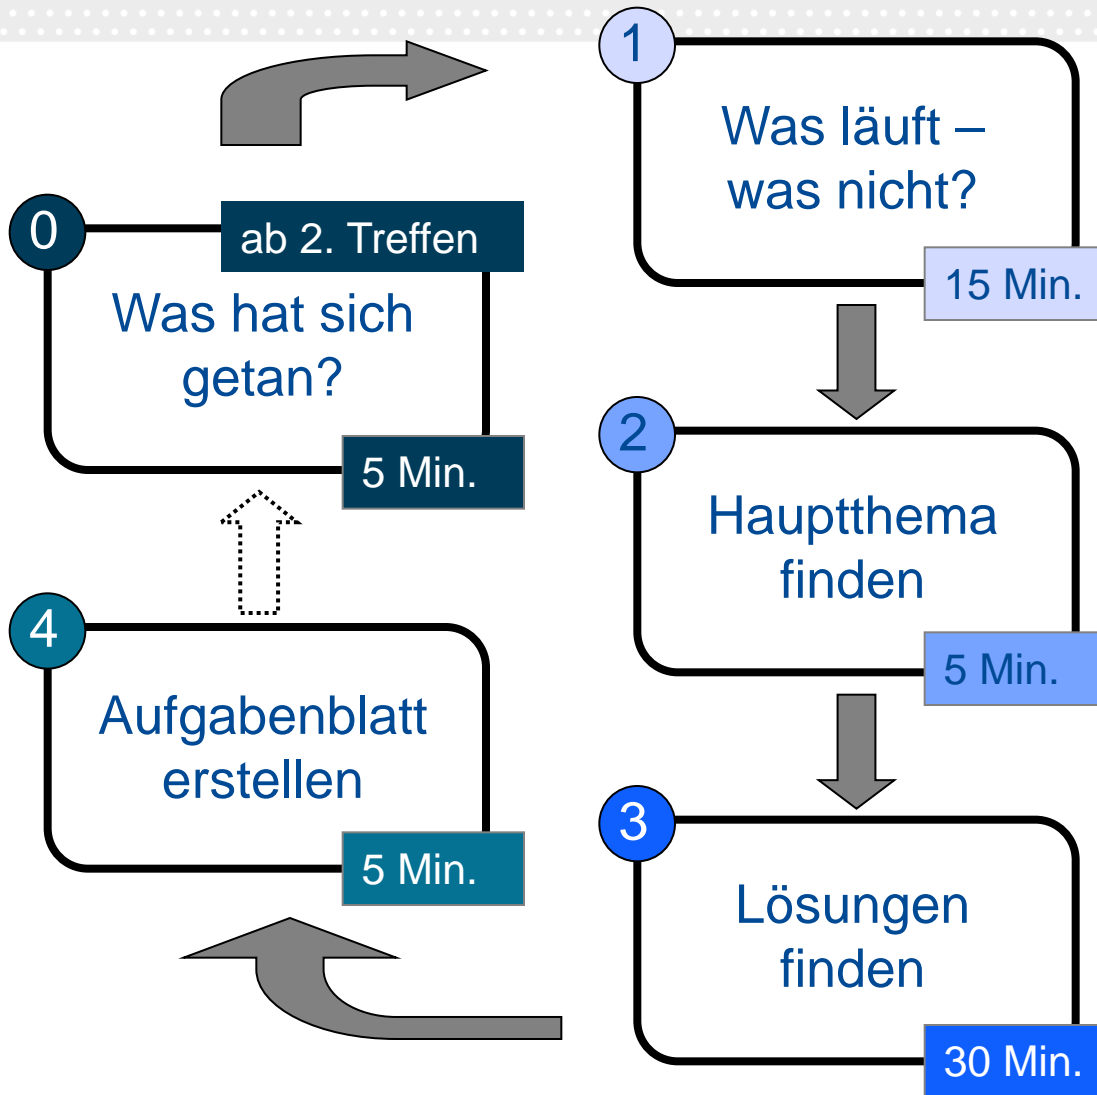 0
ab 2. Treffen
Was hat sich
getan?
5 Min.
1
Was läuft –
was nicht?
15 Min.
2
Hauptthema
finden
5 Min.
3
Lösungen
finden
30 Min.
4
Aufgabenblatt
erstellen
5 Min.